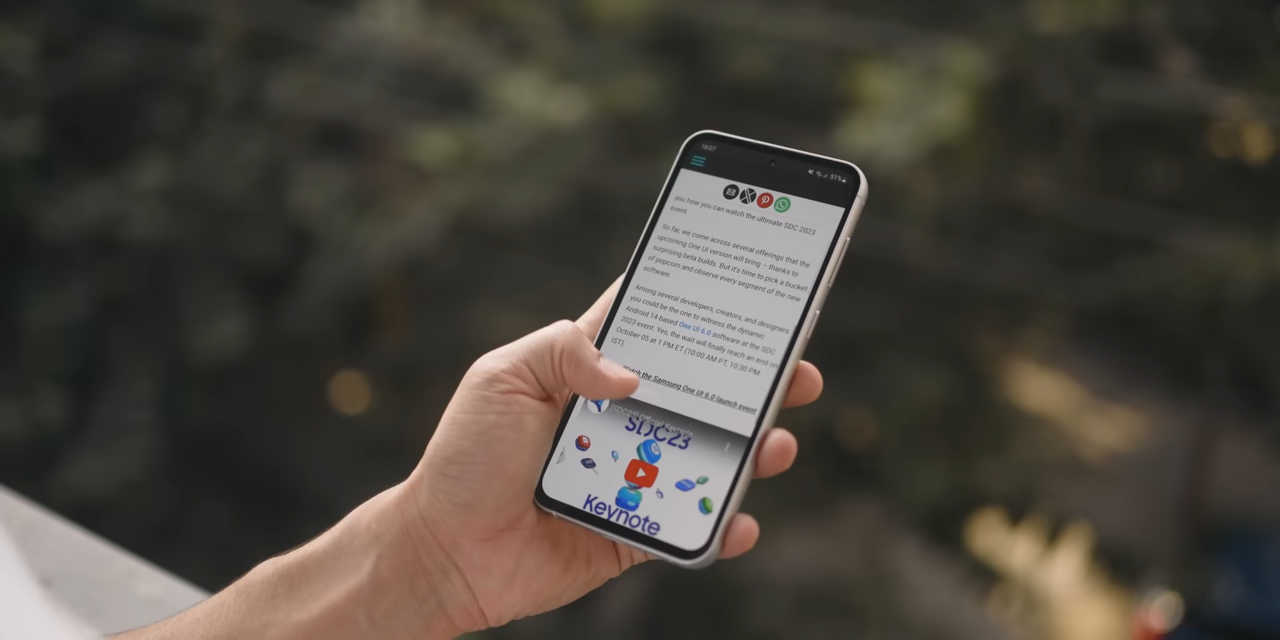 16:07
51%
you how you can watch the ultimate SDC 2023
event.
So far, we come across several offerings that the
upcoming One UI version will bring – thanks to
surprising beta builds. But it's time to pick a bucket
of popcorn and observe every segment of the new
software.
Among several developers, creators, and designers
you could be the one to witness the dynamic
Android 14-based One UI 6.0 software at the SDC
2023 event. Yes, the wait will finally reach an end on
October 05 at 1 PM ET (10:00 AM PT, 10:30 PM
IST).
Watch the Samsung One UI 6.0 launch event
[SDC23] Official
SDC23
Keynote